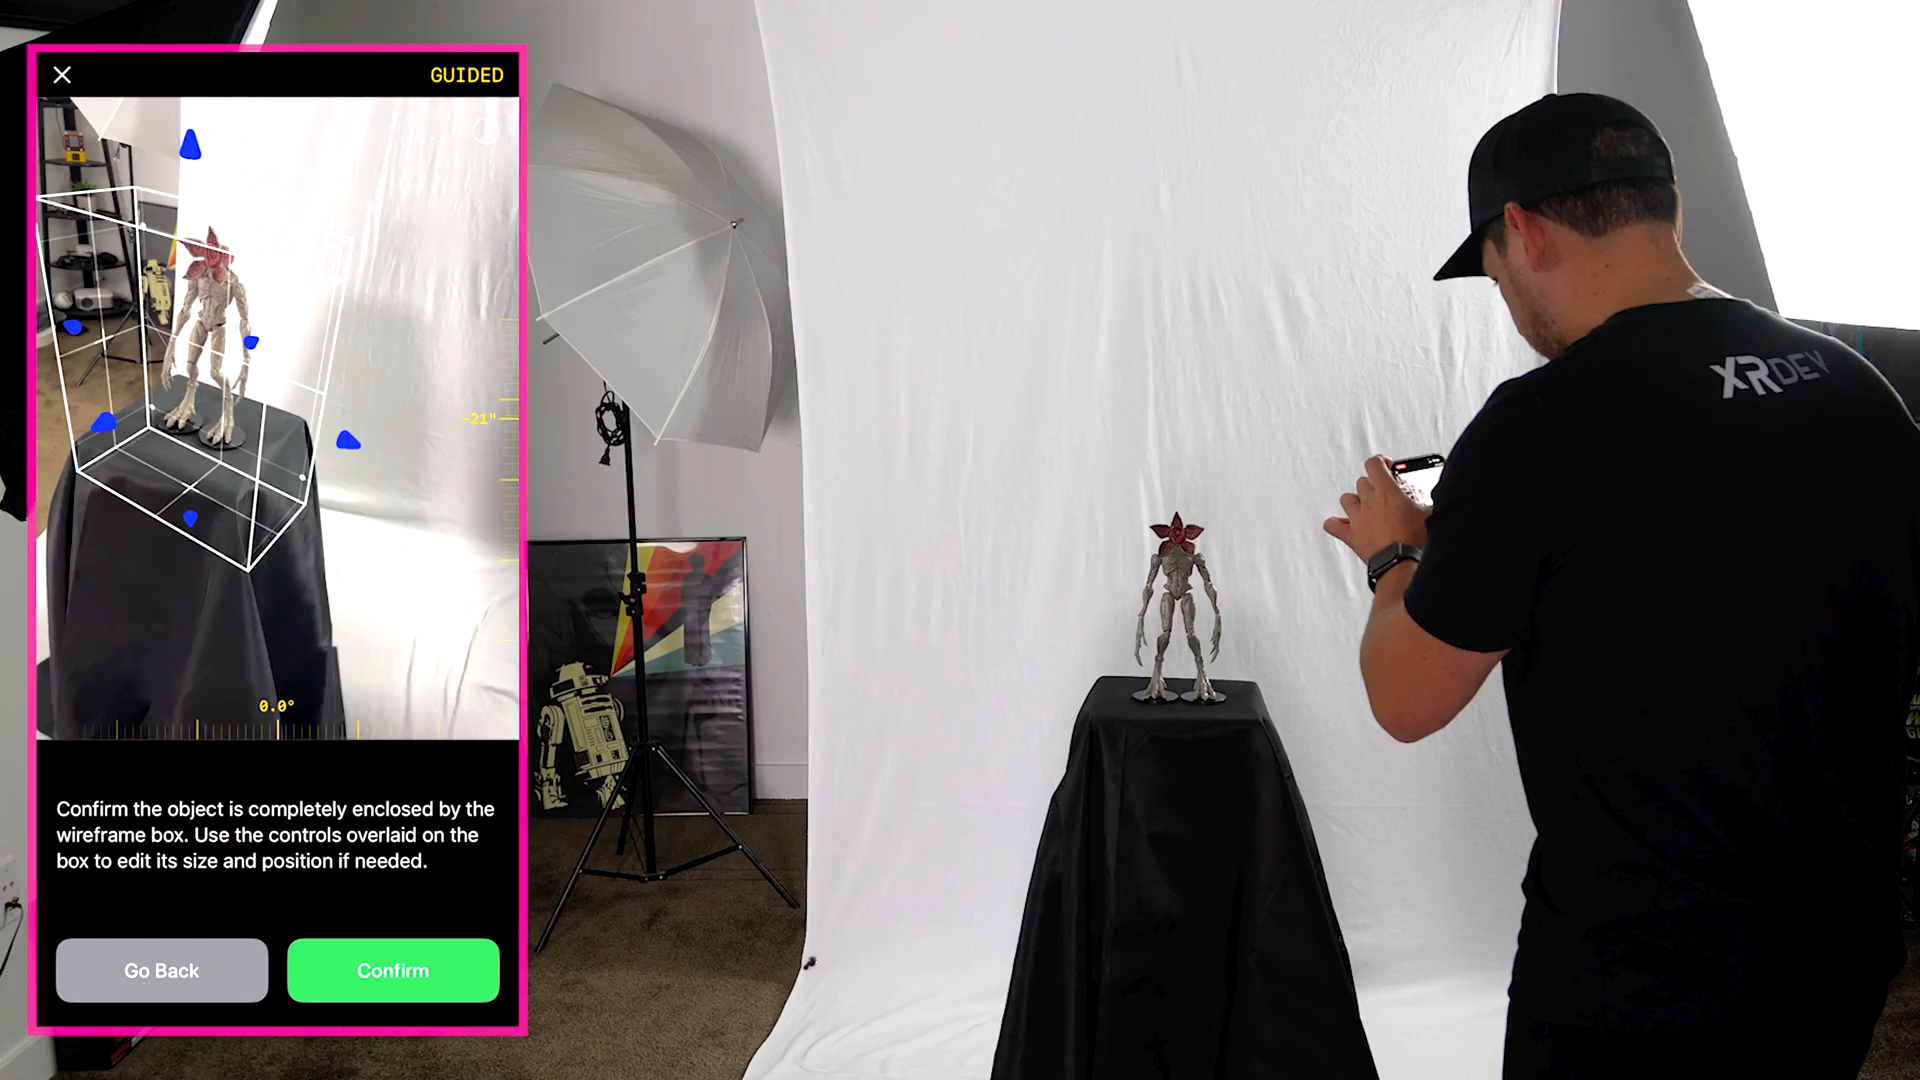 GUIDED
-21"
0.0°
Confirm the object is completely enclosed by the
wireframe box. Use the controls overlaid on the
box to edit its size and position if needed.
Go Back
Confirm
XRDEV